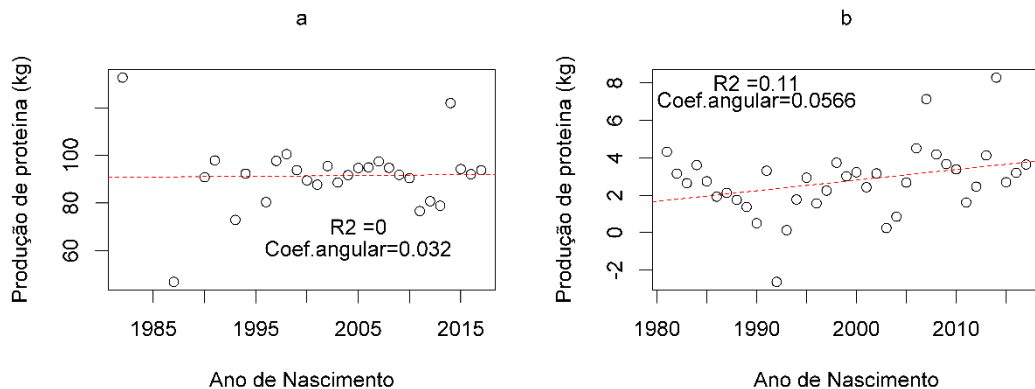 a
Produção de proteína (kg)
100
80
60
R2 =0
Coef.angular=0.032
1985
1995
2005
2015
Ano de Nascimento
b
Produção de proteína (kg)
8
6
4
2
0
-2
R2 =0.11
Coef.angular=0.0566
1980
1990
2000
2010
Ano de Nascimento